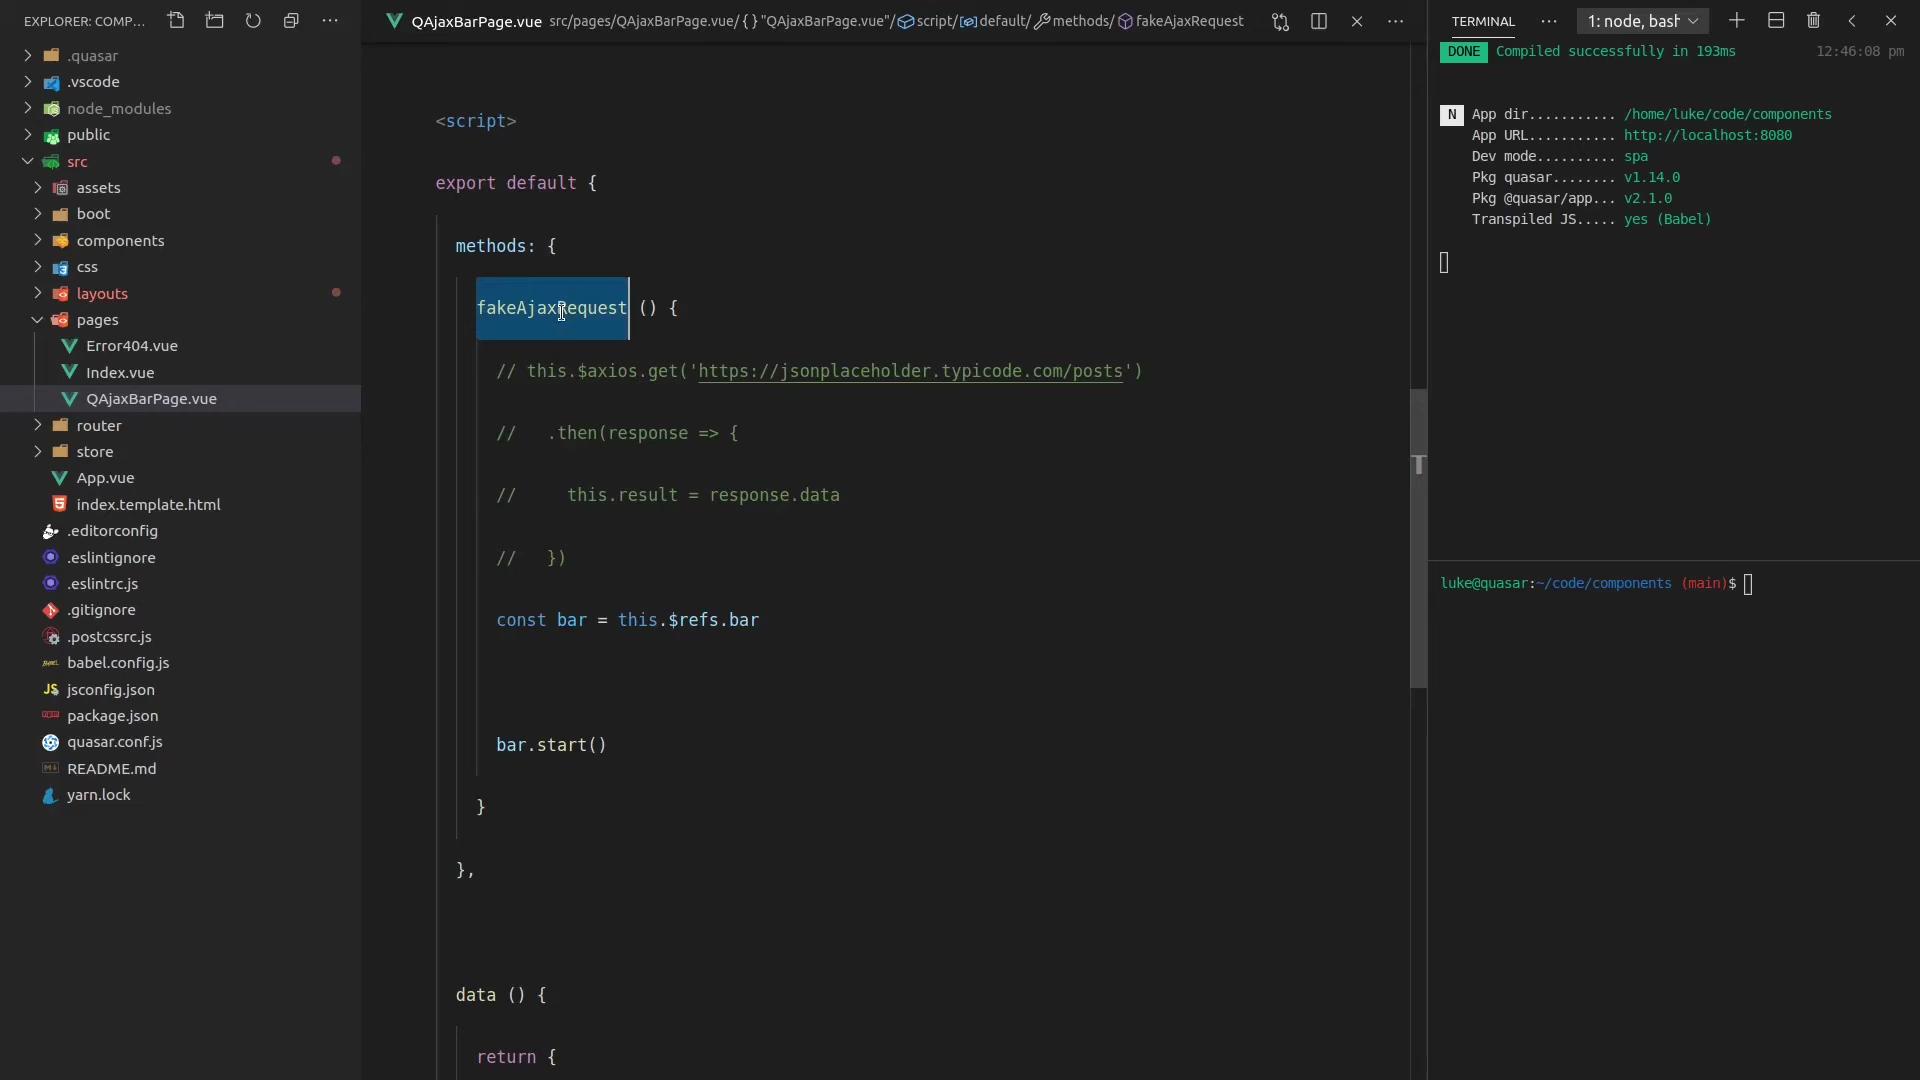 EXPLORER: COMP...
.quasar
.vscode
node_modules
public
src
assets
boot
components
css
layouts
pages
Error404.vue
Index.vue
QAjaxBarPage.vue
router
store
App.vue
index.template.html
.editorconfig
.eslintignore
.eslintrc.js
.gitignore
.postcssrc.js
babel.config.js
JS jsconfig.json
package.json
quasar.conf.js
README.md
yarn.lock
QAjaxBarPage.vue src/pages/QAjaxBarPage.vue/ {} "QAjaxBarPage.vue"/ script/ default/ methods/ fakeAjaxRequest
<script>
export default {
methods: {
fakeAjaxRequest () {
// this.$axios.get('https://jsonplaceholder.typicode.com/posts')
//   .then(response => {
//     this.result = response.data
//   })
const bar = this.$refs.bar
bar.start()
}
},
data () {
return {
TERMINAL ... 1: node, bash
DONE Compiled successfully in 193ms 12:46:08 pm
N App dir........... /home/luke/code/components
App URL........... http://localhost:8080
Dev mode.......... spa
Pkg quasar........ v1.14.0
Pkg @quasar/app... v2.1.0
Transpiled JS..... yes (Babel)
luke@quasar:~/code/components (main)$